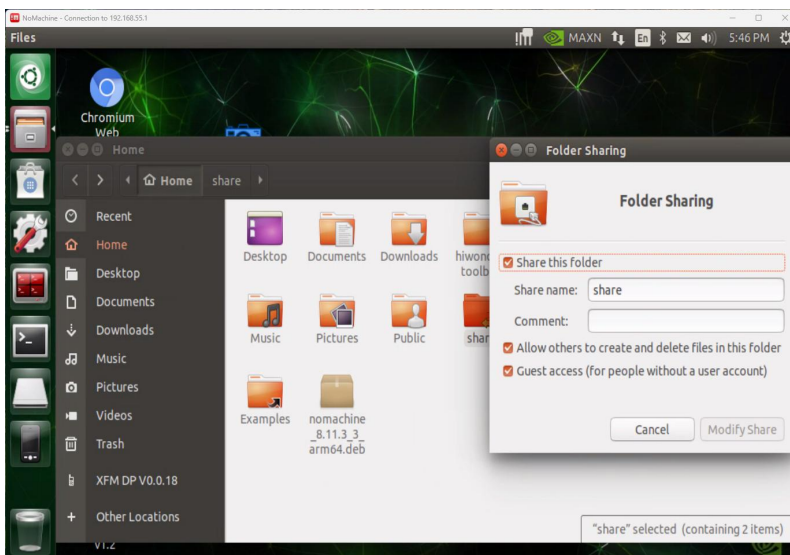 NoMachine - Connection to 192.168.55.1
Files
MAXN
En
5:46 PM
Chromium
Web
Home
Home
share
Recent
Home
Desktop
Documents
Downloads
Music
Pictures
Videos
Trash
XFM DP V0.0.18
Other Locations
Desktop
Documents
Downloads
Music
Pictures
Public
Examples
nomachine
_8.11.3_3_
arm64.deb
"share" selected (containing 2 items)
Folder Sharing
Folder Sharing
Share this folder
Share name: share
Comment:
Allow others to create and delete files in this folder
Guest access (for people without a user account)
Cancel
Modify Share
V1.2